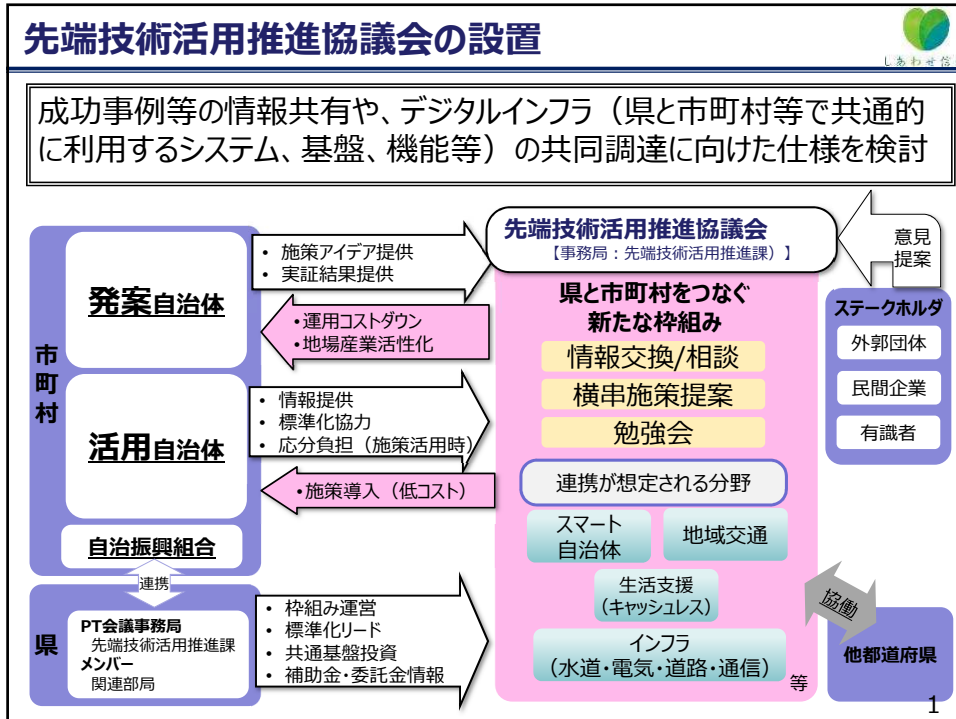 先端技術活用推進協議会の設置
しあわせ信
成功事例等の情報共有や、デジタルインフラ（県と市町村等で共通的
に利用するシステム、基盤、機能等）の共同調達に向けた仕様を検討
市町村
発案自治体
活用自治体
自治振興組合
連携
県
PT会議事務局
先端技術活用推進課
メンバー
関連部局
• 施策アイデア提供
• 実証結果提供
・運用コストダウン
・地場産業活性化
• 情報提供
• 標準化協力
• 応分負担（施策活用時）
・施策導入（低コスト）
• 枠組み運営
• 標準化リード
• 共通基盤投資
• 補助金・委託金情報
先端技術活用推進協議会
【事務局：先端技術活用推進課）】
県と市町村をつなぐ
新たな枠組み
情報交換/相談
横串施策提案
勉強会
連携が想定される分野
スマート
自治体
地域交通
生活支援
（キャッシュレス）
インフラ
（水道・電気・道路・通信）
等
意見
提案
ステークホルダ
外郭団体
民間企業
有識者
協働
他都道府県
1